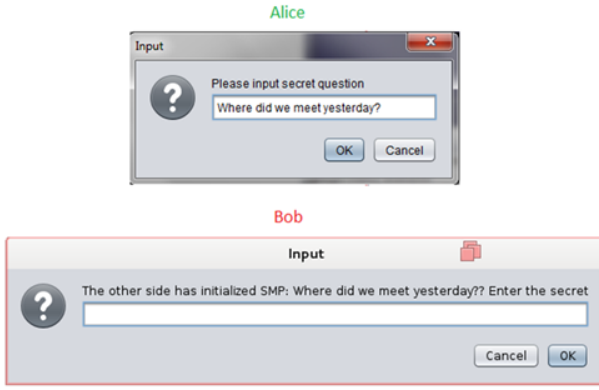 Alice
Input
Please input secret question
Where did we meet yesterday?
OK Cancel
Bob
Input
The other side has initialized SMP: Where did we meet yesterday?? Enter the secret
Cancel OK